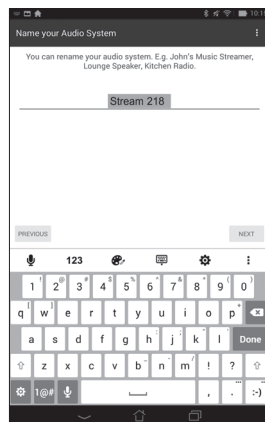 10:15
Name your Audio System
You can rename your audio system. E.g. John's Music Streamer,
Lounge Speaker, Kitchen Radio.
Stream 218
PREVIOUS
NEXT
123
1 ! 2 @ 3 # 4 $ 5 % 6 ^ 7 & 8 * 9 ( 0 )
q [ w ] e r t y u i o p +
a s d f g h : j ; k ˇ l Done
z x c v b - n ' m / ! ? 
1@# , . :-)